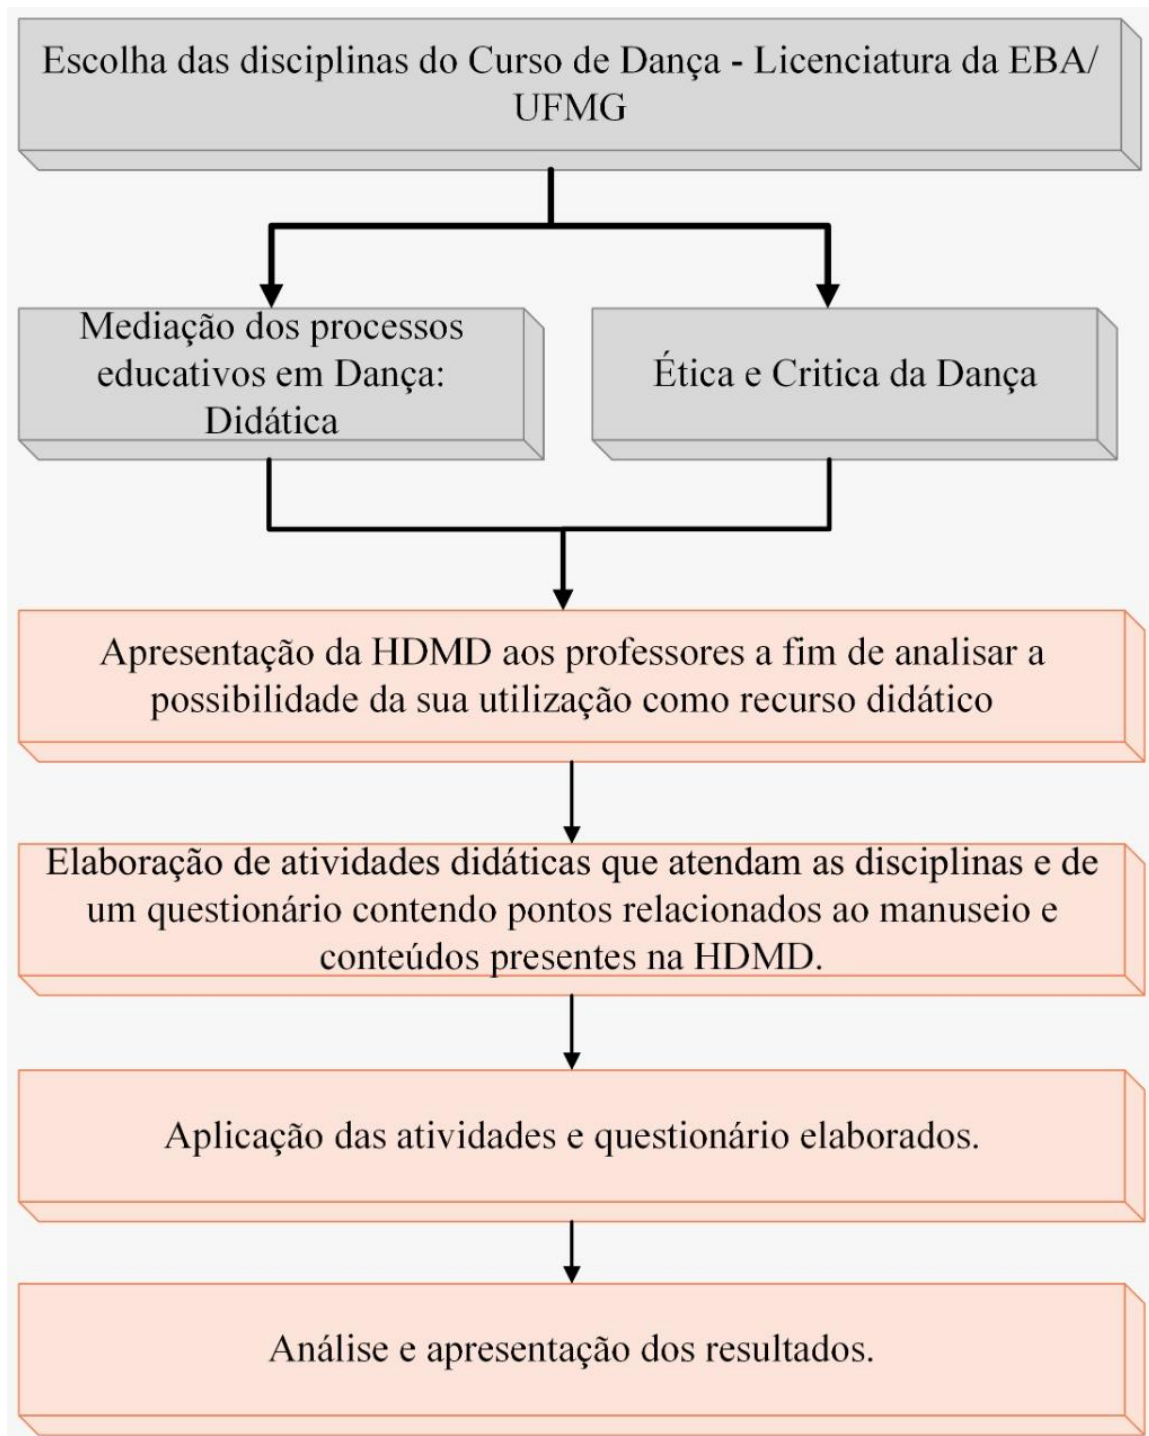 Escolha das disciplinas do Curso de Dança - Licenciatura da EBA/
UFMG
Mediação dos processos
educativos em Dança:
Didática
Ética e Critica da Dança
Apresentação da HDMD aos professores a fim de analisar a
possibilidade da sua utilização como recurso didático
Elaboração de atividades didáticas que atendam as disciplinas e de
um questionário contendo pontos relacionados ao manuseio e
conteúdos presentes na HDMD.
Aplicação das atividades e questionário elaborados.
Análise e apresentação dos resultados.